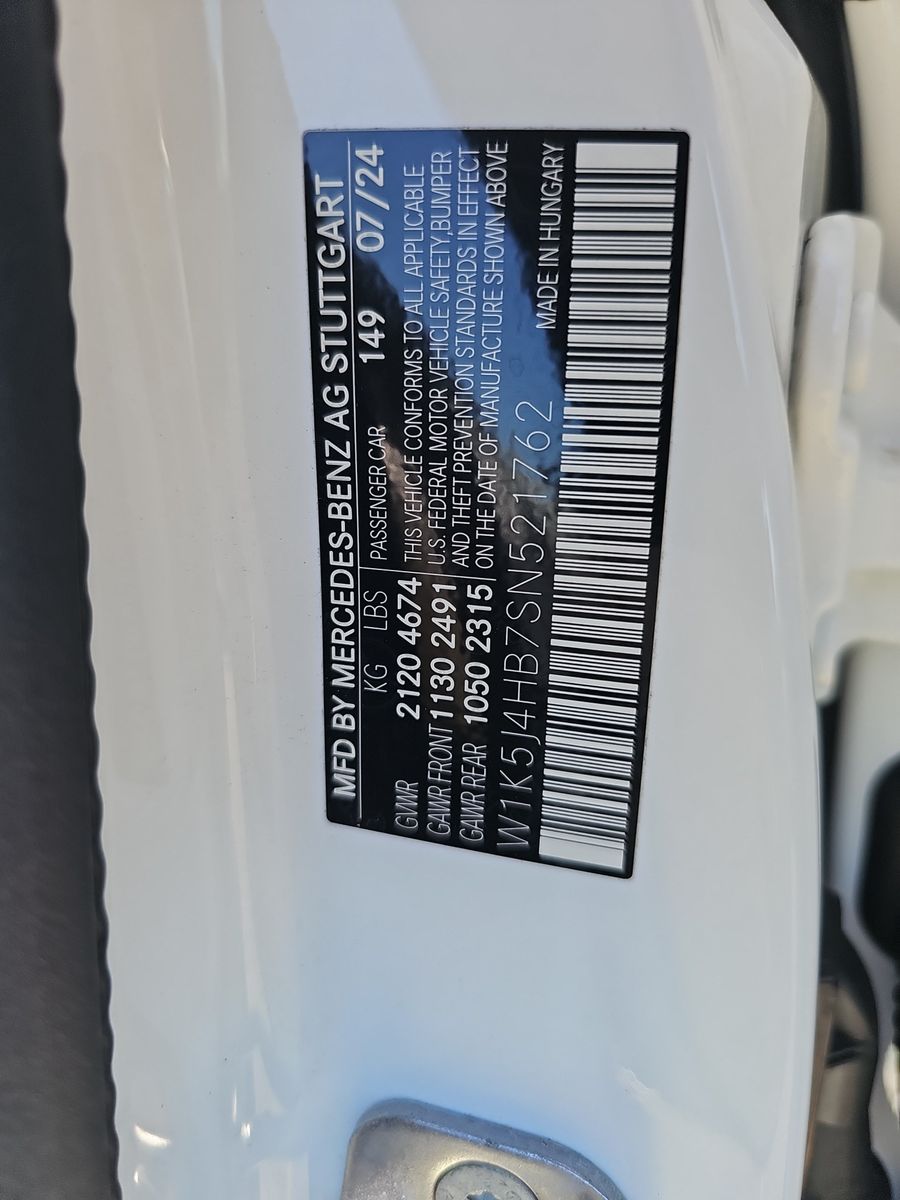 MFD BY MERCEDES-BENZ AG STUTTGART
KG LBS PASSENGER CAR 149 07/24
GVWR 2120 4674 THIS VEHICLE CONFORMS TO ALL APPLICABLE
GAWR FRONT 1130 2491 U.S. FEDERAL MOTOR VEHICLE SAFETY,BUMPER
GAWR REAR 1050 2315 AND THEFT PREVENTION STANDARDS IN EFFECT
ON THE DATE OF MANUFACTURE SHOWN ABOVE
W1K5J4HB7SN521762 MADE IN HUNGARY